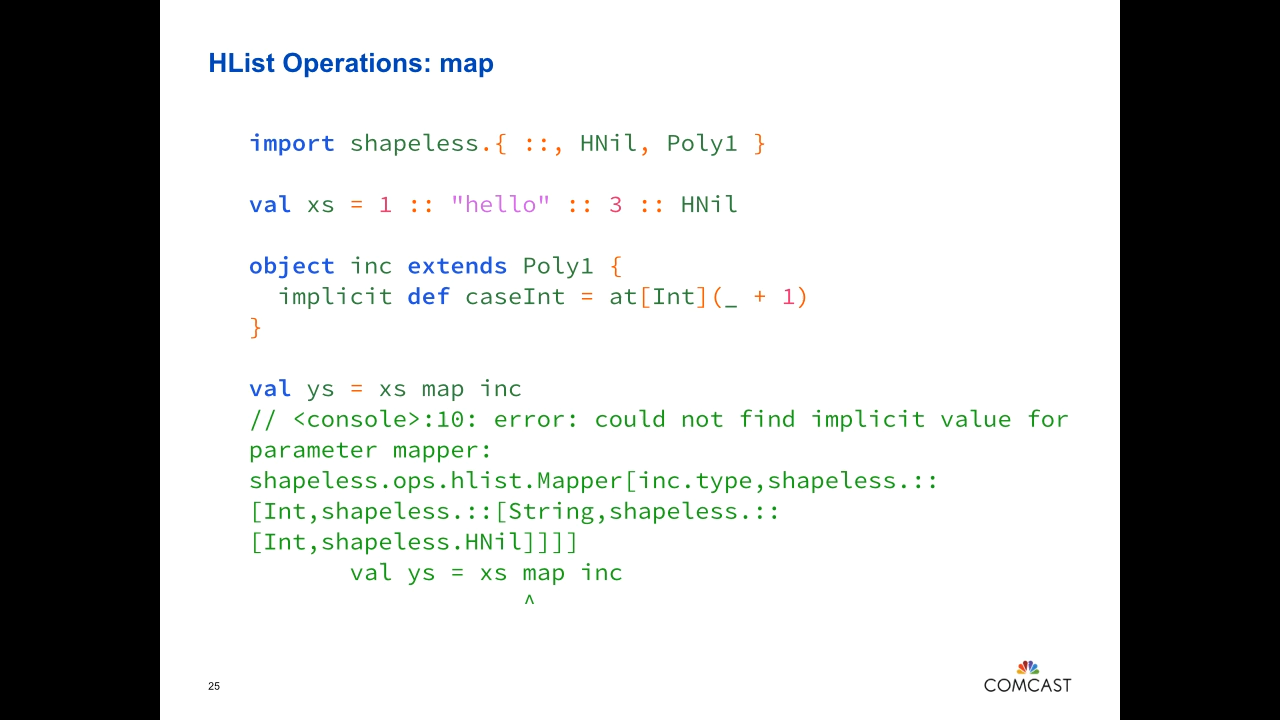 HList Operations: map
import shapeless.{ ::, HNil, Poly1 }
val xs = 1 :: "hello" :: 3 :: HNil
object inc extends Poly1 {
  implicit def caseInt = at[Int](_ + 1)
}
val ys = xs map inc
// <console>:10: error: could not find implicit value for
parameter mapper:
shapeless.ops.hlist.Mapper[inc.type,shapeless.::
[Int,shapeless.::[String,shapeless.::
[Int,shapeless.HNil]]]]
       val ys = xs map inc
                   ^
25
COMCAST